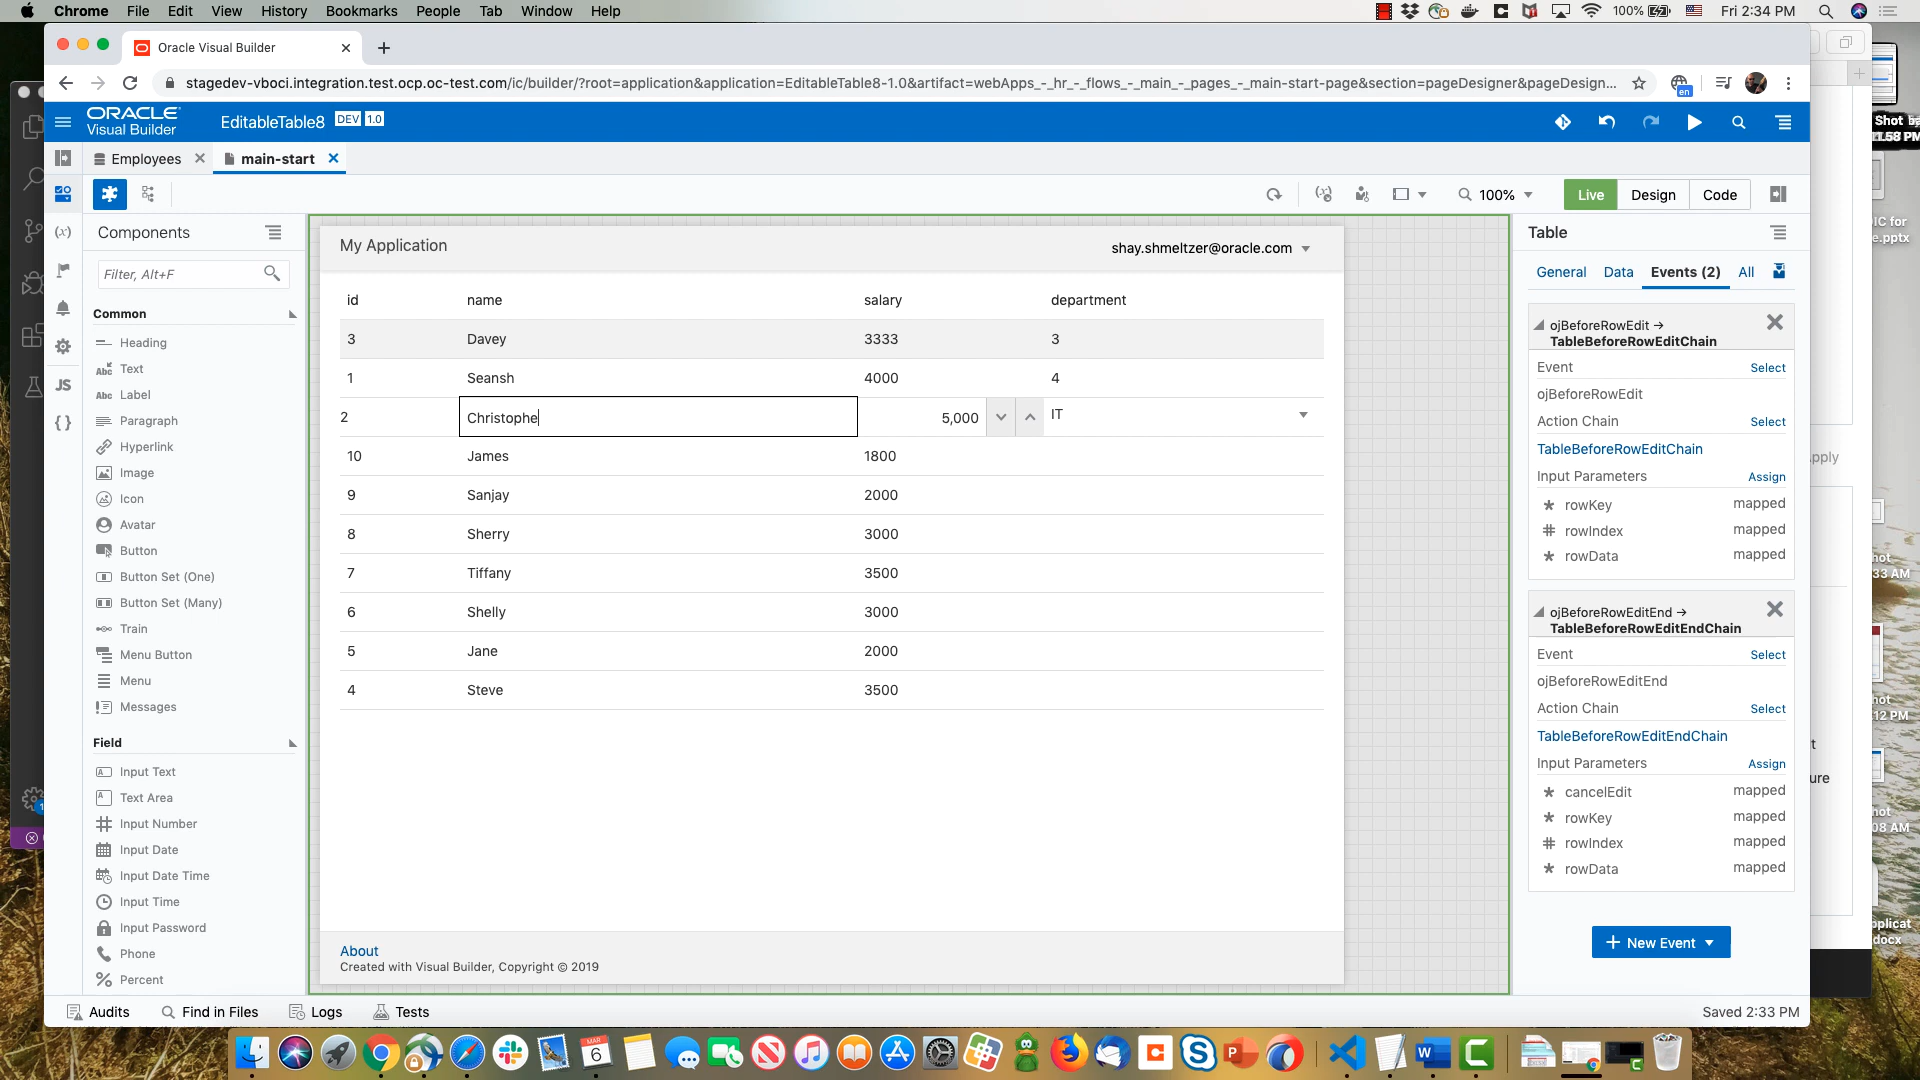 Chrome File Edit View History Bookmarks People Tab Window Help
100% Fri 2:34 PM
Oracle Visual Builder
stagedev-vboci.integration.test.ocp.oc-test.com/ic/builder/?root=application&application=EditableTable8-1.0&artifact=webApps_-_hr_-_flows_-_main_-_pages_-_main-start-page&section=pageDesigner&pageDesign...
en
ORACLE
Visual Builder
EditableTable8 DEV 1.0
Employees main-start
100% Live Design Code
Components
Filter, Alt+F
Common
Heading
Abc Text
Abc Label
Paragraph
Hyperlink
Image
Icon
Avatar
Button
Button Set (One)
Button Set (Many)
Train
Menu Button
Menu
Messages
Field
Input Text
Text Area
Input Number
Input Date
Input Date Time
Input Time
Input Password
Phone
Percent
(x)
JS
{ }
My Application
shay.shmeltzer@oracle.com
id name salary department
3 Davey 3333 3
1 Seansh 4000 4
2 Christophe 5,000 IT
10 James 1800
9 Sanjay 2000
8 Sherry 3000
7 Tiffany 3500
6 Shelly 3000
5 Jane 2000
4 Steve 3500
About
Created with Visual Builder, Copyright © 2019
Table
General Data Events (2) All
ojBeforeRowEdit →
TableBeforeRowEditChain
Event Select
ojBeforeRowEdit
Action Chain Select
TableBeforeRowEditChain
Input Parameters Assign
* rowKey mapped
# rowIndex mapped
* rowData mapped
ojBeforeRowEditEnd →
TableBeforeRowEditEndChain
Event Select
ojBeforeRowEditEnd
Action Chain Select
TableBeforeRowEditEndChain
Input Parameters Assign
* cancelEdit mapped
* rowKey mapped
# rowIndex mapped
* rowData mapped
+ New Event
Audits Find in Files Logs Tests
Saved 2:33 PM
MAR
6